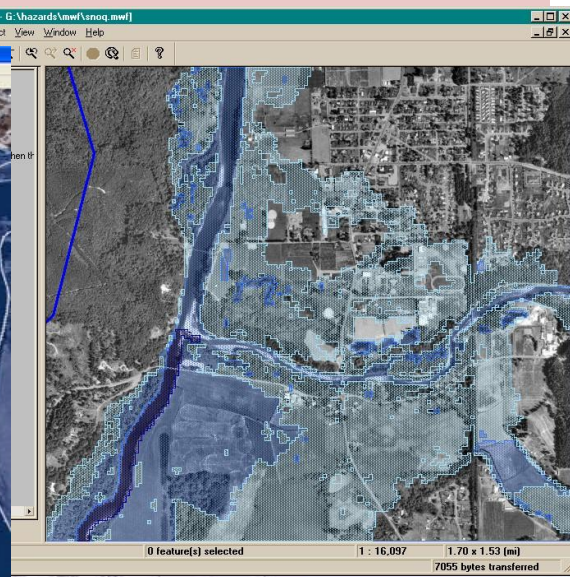 - G:\hazards\mwf\snoq.mwf]
View Window Help
0 feature(s) selected
1 : 16,097
1.70 x 1.53 (mi)
7055 bytes transferred